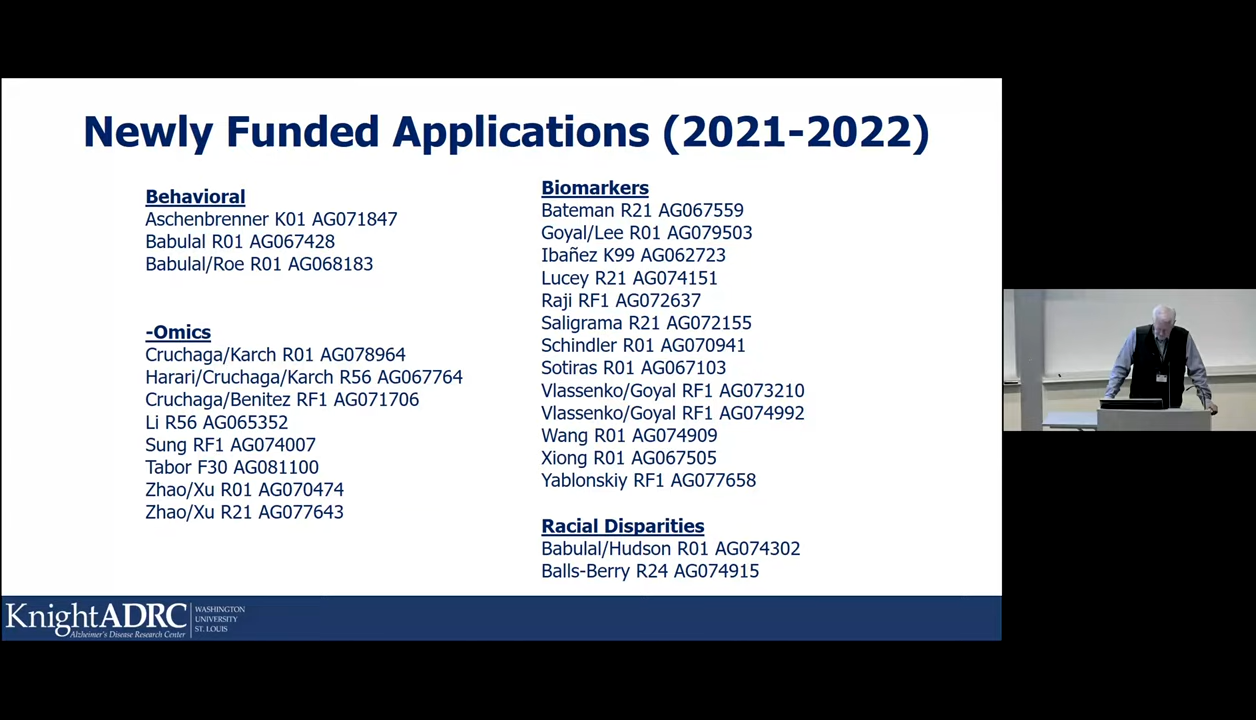 Newly Funded Applications (2021-2022)
Behavioral
Aschenbrenner K01 AG071847
Babulal R01 AG067428
Babulal/Roe R01 AG068183
-Omics
Cruchaga/Karch R01 AG078964
Harari/Cruchaga/Karch R56 AG067764
Cruchaga/Benitez RF1 AG071706
Li R56 AG065352
Sung RF1 AG074007
Tabor F30 AG081100
Zhao/Xu R01 AG070474
Zhao/Xu R21 AG077643
Biomarkers
Bateman R21 AG067559
Goyal/Lee R01 AG079503
Ibañez K99 AG062723
Lucey R21 AG074151
Raji RF1 AG072637
Saligrama R21 AG072155
Schindler R01 AG070941
Sotiras R01 AG067103
Vlassenko/Goyal RF1 AG073210
Vlassenko/Goyal RF1 AG074992
Wang R01 AG074909
Xiong R01 AG067505
Yablonskiy RF1 AG077658
Racial Disparities
Babulal/Hudson R01 AG074302
Balls-Berry R24 AG074915
KnightADRC
Alzheimer's Disease Research Center
WASHINGTON
UNIVERSITY
ST. LOUIS